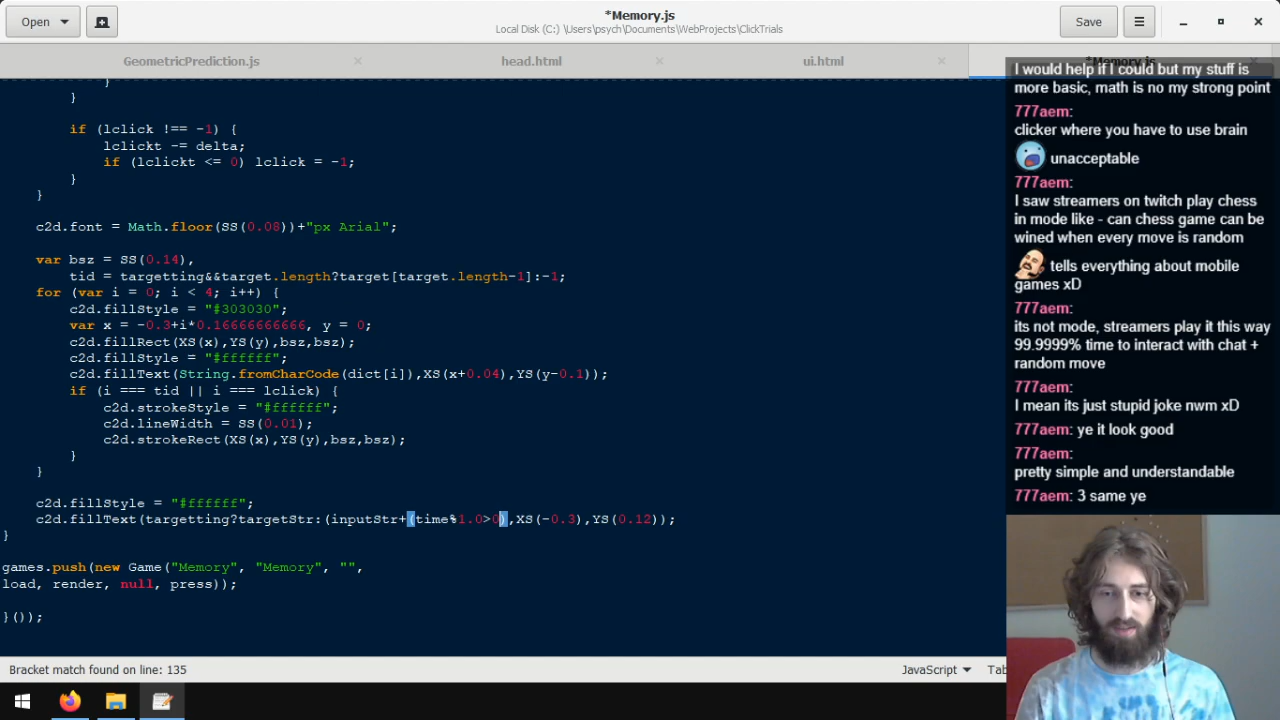 Open
*Memory.js
Local Disk (C:) \Users\psych\Documents\WebProjects\ClickTrials
Save
GeometricPrediction.js
head.html
ui.html
*Memory.js
}
if (lclick !== -1) {
lclickt -= delta;
if (lclickt <= 0) lclick = -1;
}
}
c2d.font = Math.floor(SS(0.08))+"px Arial";
var bsz = SS(0.14),
tid = targetting&&target.length?target[target.length-1]:-1;
for (var i = 0; i < 4; i++) {
c2d.fillStyle = "#303030";
var x = -0.3+i*0.16666666666, y = 0;
c2d.fillRect(XS(x),YS(y),bsz,bsz);
c2d.fillStyle = "#ffffff";
c2d.fillText(String.fromCharCode(dict[i]),XS(x+0.04),YS(y-0.1));
if (i === tid || i === lclick) {
c2d.strokeStyle = "#ffffff";
c2d.lineWidth = SS(0.01);
c2d.strokeRect(XS(x),YS(y),bsz,bsz);
}
}
c2d.fillStyle = "#ffffff";
c2d.fillText(targetting?targetStr:(inputStr+(time%1.0>0),XS(-0.3),YS(0.12));
}
games.push(new Game("Memory", "Memory", "",
load, render, null, press));
}());
Bracket match found on line: 135
JavaScript
Tab
I would help if I could but my stuff is
more basic, math is no my strong point
777aem:
clicker where you have to use brain
unacceptable
777aem:
I saw streamers on twitch play chess
in mode like - can chess game can be
wined when every move is random
tells everything about mobile
games xD
777aem:
its not mode, streamers play it this way
99.9999% time to interact with chat +
random move
777aem:
I mean its just stupid joke nwm xD
777aem: ye it look good
777aem:
pretty simple and understandable
777aem: 3 same ye